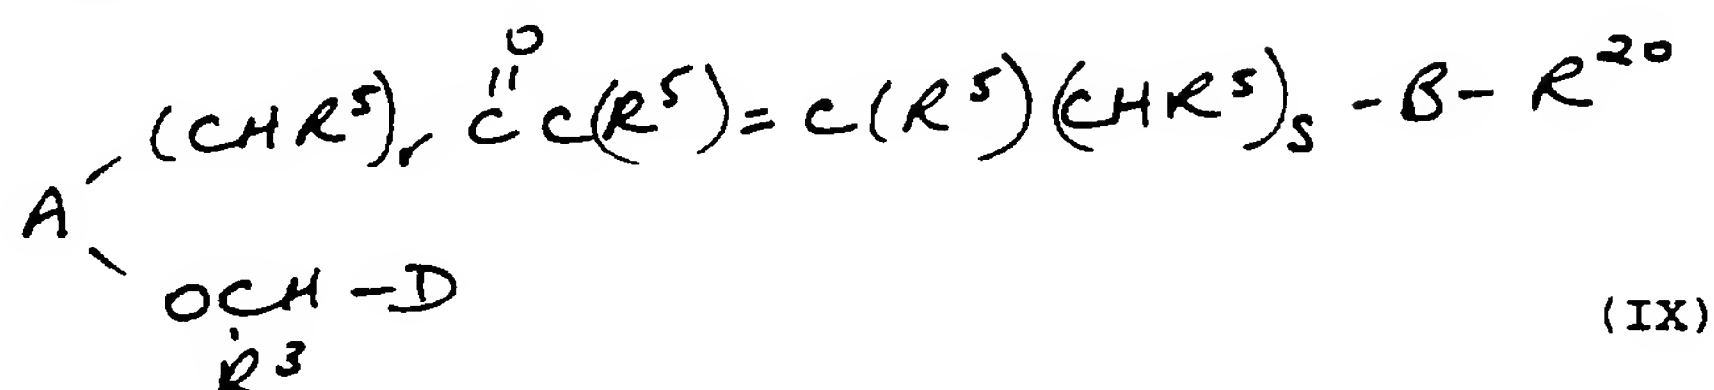 O
(CHR⁵)ᵣ C C(R⁵)=C(R⁵)(CHR⁵)ₛ-B-R²⁰
A
OCH-D
(IX)
R³